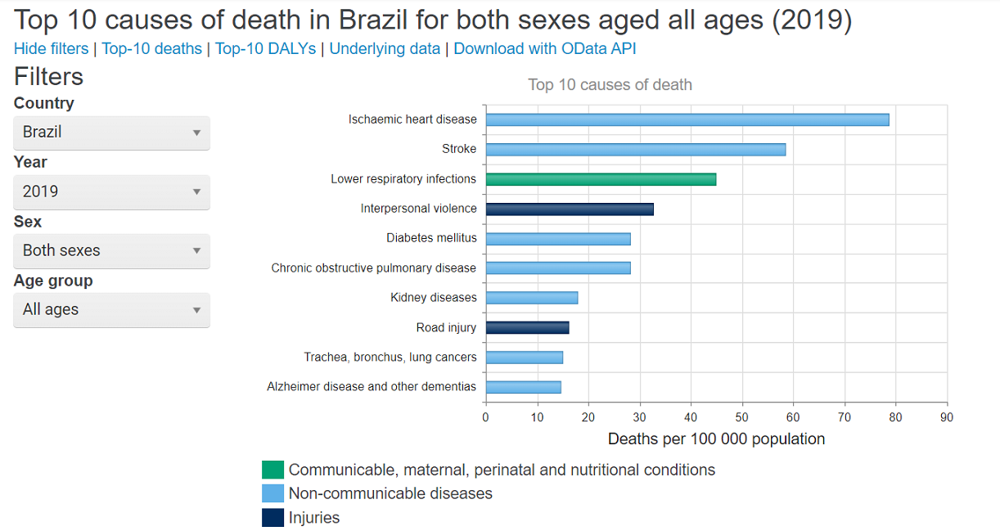 Top 10 causes of death in Brazil for both sexes aged all ages (2019)
Hide filters | Top-10 deaths | Top-10 DALYs | Underlying data | Download with OData API
Filters
Country
Brazil
Year
2019
Sex
Both sexes
Age group
All ages
Top 10 causes of death
Ischaemic heart disease
Stroke
Lower respiratory infections
Interpersonal violence
Diabetes mellitus
Chronic obstructive pulmonary disease
Kidney diseases
Road injury
Trachea, bronchus, lung cancers
Alzheimer disease and other dementias
0 10 20 30 40 50 60 70 80 90
Deaths per 100 000 population
Communicable, maternal, perinatal and nutritional conditions
Non-communicable diseases
Injuries